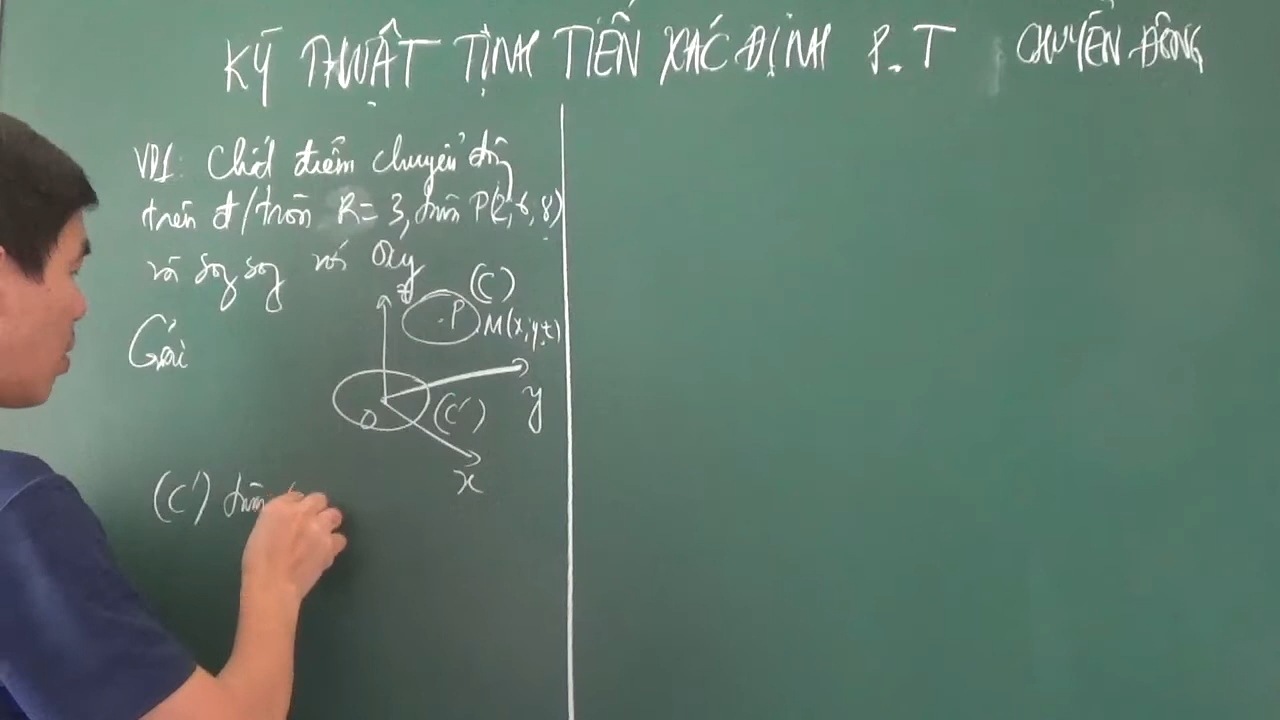 KỸ THUẬT TỊNH TIẾN XÁC ĐỊNH P.T CHUYỂN ĐỘNG
VD1: Chất điểm chuyển động
trên đ/tròn R = 3, tâm P(2,6,8)
và song song với Oxy
Giải
z
(C)
P
M(x,y,z)
y
O
(C')
x
(C') tâm